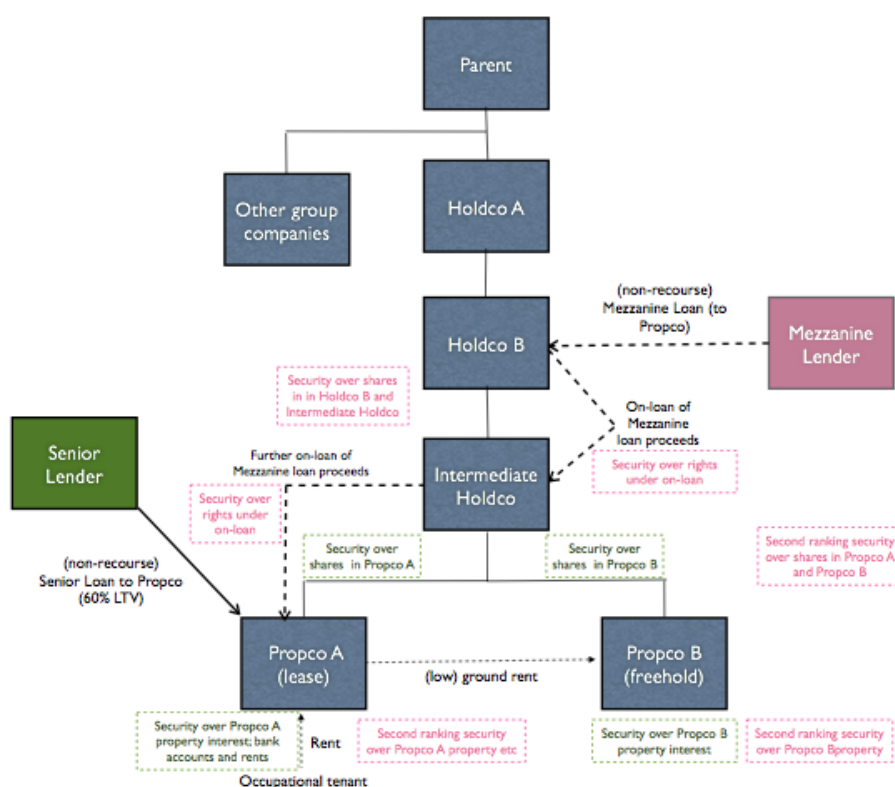 Parent
Other group
companies
Holdco A
(non-recourse)
Mezzanine Loan (to
Propco)
Mezzanine
Lender
Holdco B
Security over shares
in in Holdco B and
Intermediate Holdco
On-loan of
Mezzanine
loan proceeds
Security over rights
under on-loan
Senior
Lender
Further on-loan of
Mezzanine loan proceeds
Security over
rights under
on-loan
Intermediate
Holdco
(non-recourse)
Senior Loan to Propco
(60% LTV)
Security over
shares in Propco A
Security over
shares in Propco B
Second ranking security
over shares in Propco A
and Propco B
Propco A
(lease)
(low) ground rent
Propco B
(freehold)
Security over Propco A
property interest; bank
accounts and rents
Rent
Second ranking security
over Propco A property etc
Security over Propco B
property interest
Second ranking security
over Propco Bproperty
Occupational tenant